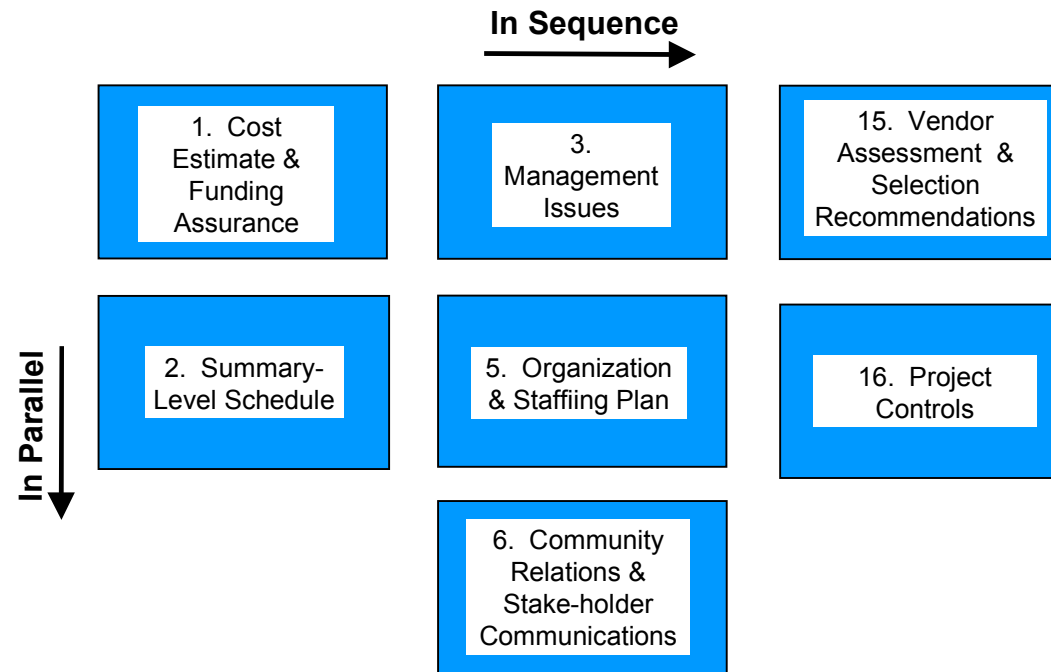 In Sequence
1. Cost
Estimate &
Funding
Assurance
3.
Management
Issues
15. Vendor
Assessment &
Selection
Recommendations
In Parallel
2. Summary-
Level Schedule
5. Organization
& Staffiing Plan
16. Project
Controls
6. Community
Relations &
Stake-holder
Communications